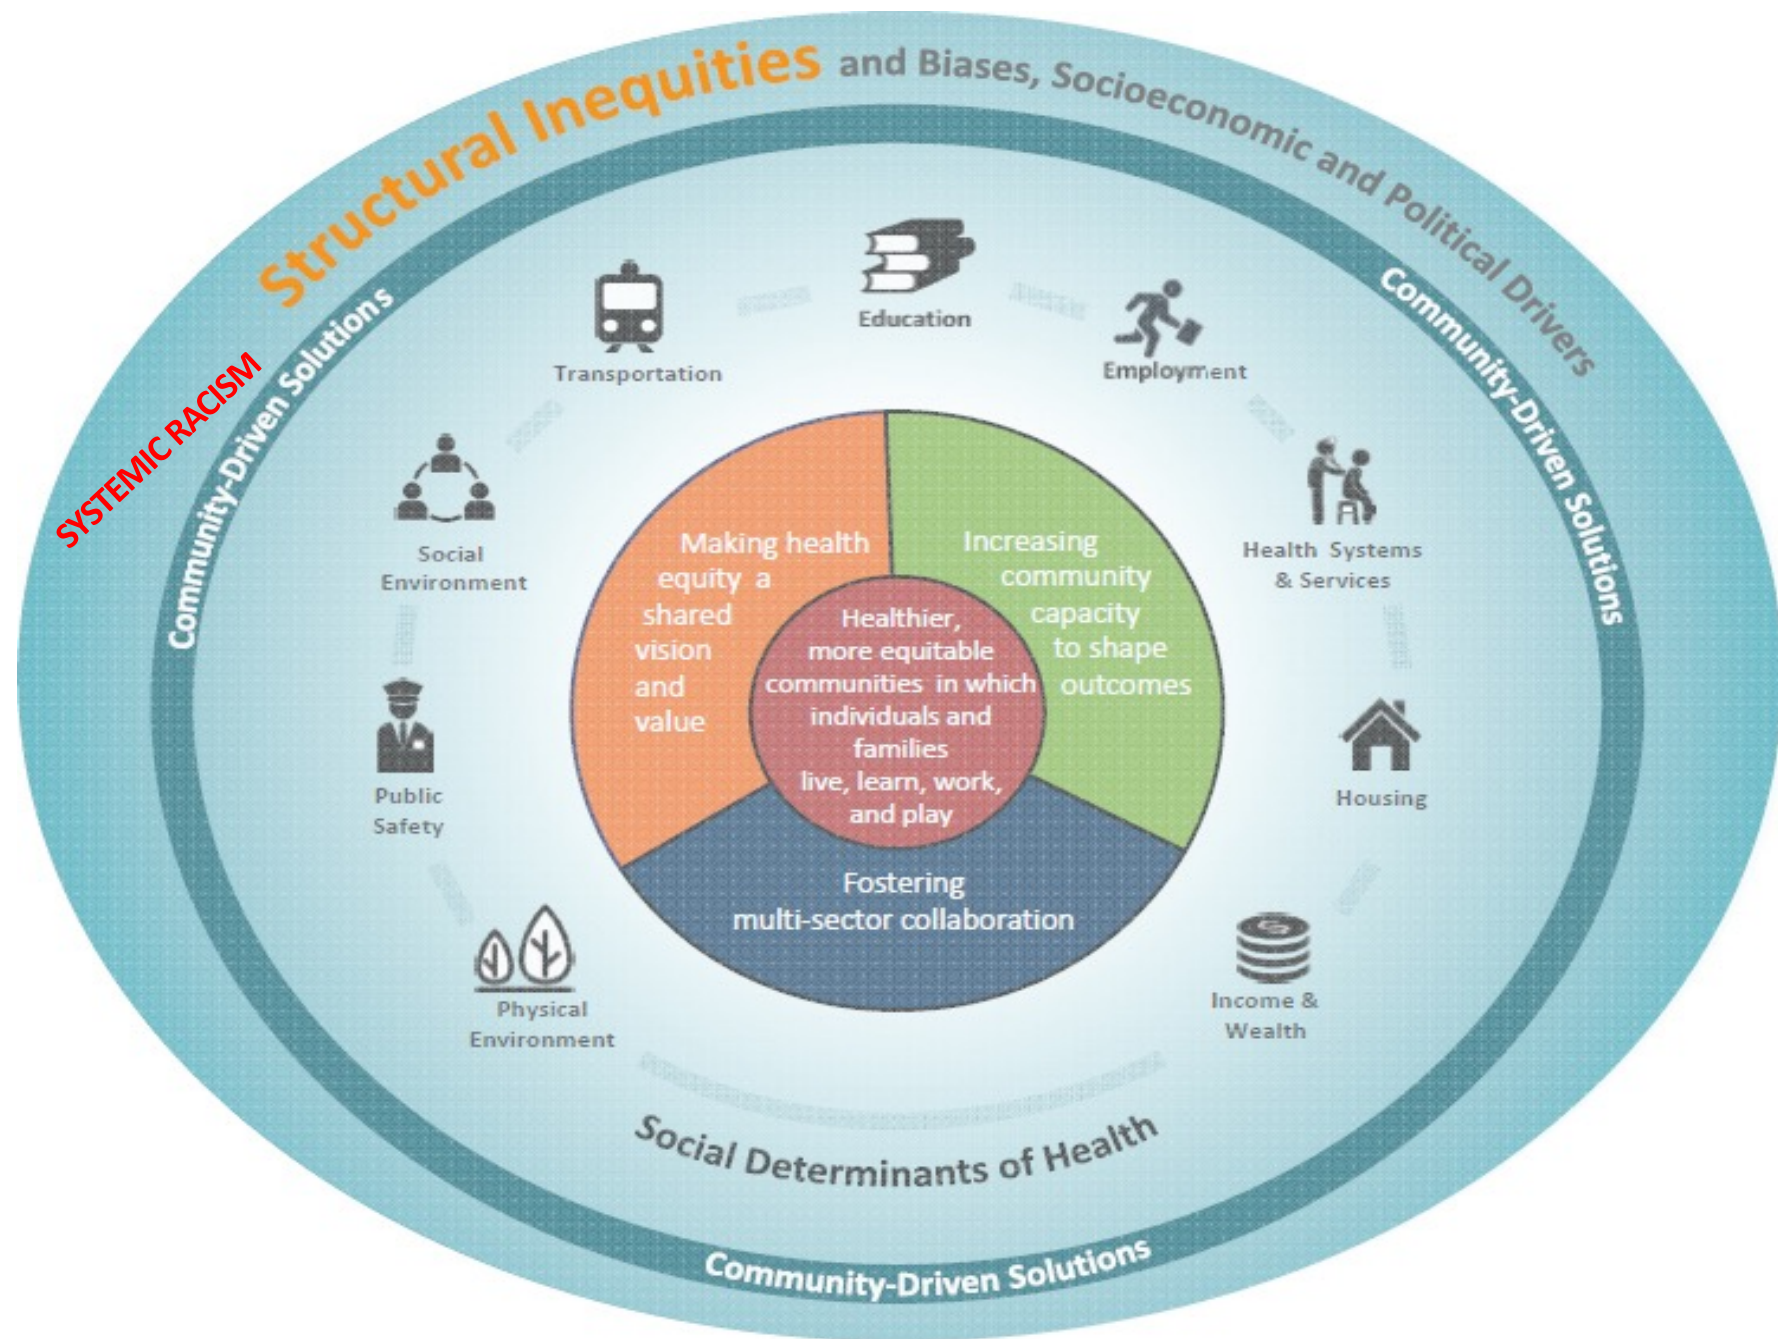 Structural Inequities and Biases, Socioeconomic and Political Drivers
SYSTEMIC RACISM
Community-Driven Solutions
Community-Driven Solutions
Education
Transportation
Employment
Social
Environment
Health Systems
& Services
Public
Safety
Housing
Physical
Environment
Income &
Wealth
Making health
equity a
shared
vision
and
value
Increasing
community
capacity
to shape
outcomes
Healthier,
more equitable
communities in which
individuals and
families
live, learn, work,
and play
Fostering
multi-sector collaboration
Social Determinants of Health
Community-Driven Solutions